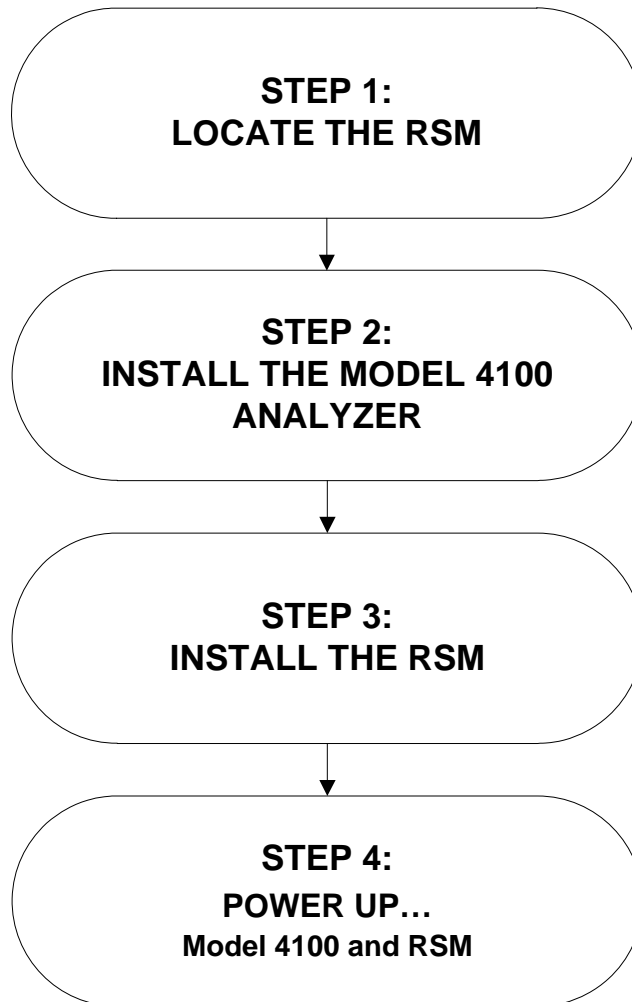 STEP 1:
LOCATE THE RSM
STEP 2:
INSTALL THE MODEL 4100
ANALYZER
STEP 3:
INSTALL THE RSM
STEP 4:
POWER UP…
Model 4100 and RSM